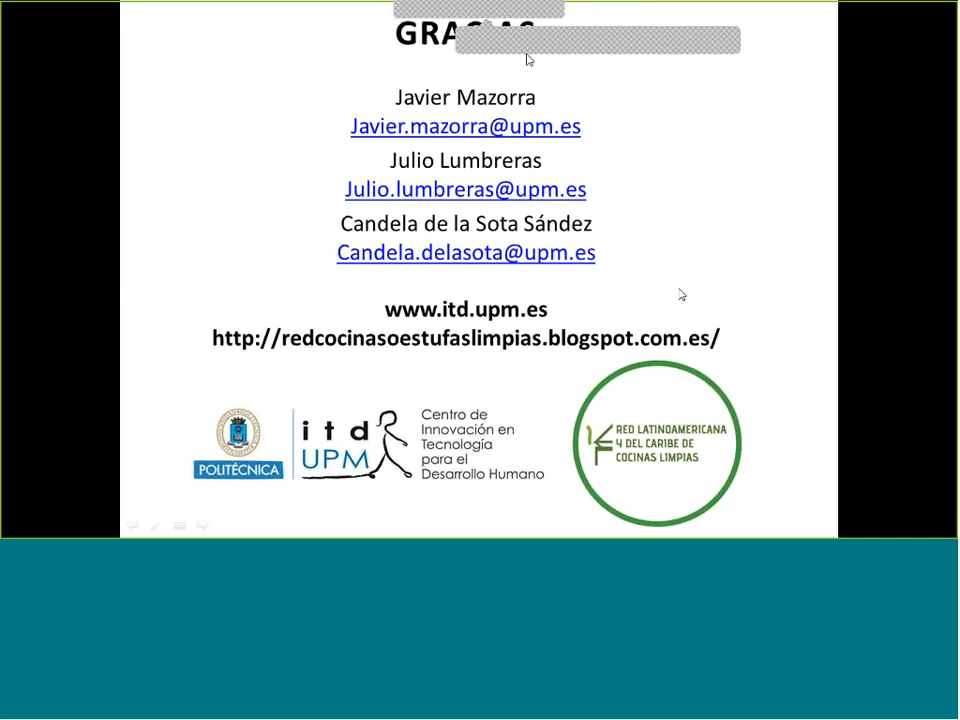 GRACIAS
Javier Mazorra
Javier.mazorra@upm.es
Julio Lumbreras
Julio.lumbreras@upm.es
Candela de la Sota Sández
Candela.delasota@upm.es
www.itd.upm.es
http://redcocinasoestufaslimpias.blogspot.com.es/
POLITÉCNICA
itd
UPM
Centro de
Innovación en
Tecnología
para el
Desarrollo Humano
RED LATINOAMERICANA
Y DEL CARIBE DE
COCINAS LIMPIAS